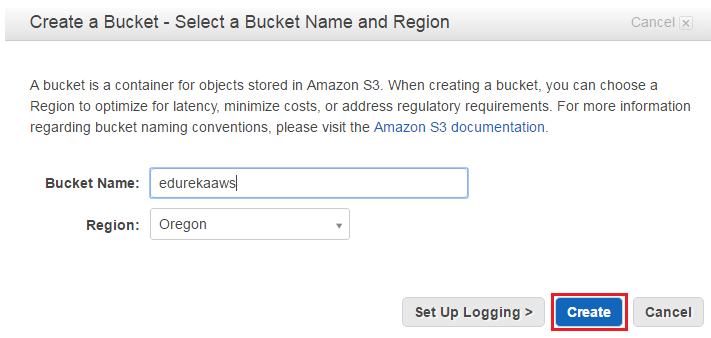 Create a Bucket - Select a Bucket Name and Region
Cancel
A bucket is a container for objects stored in Amazon S3. When creating a bucket, you can choose a
Region to optimize for latency, minimize costs, or address regulatory requirements. For more information
regarding bucket naming conventions, please visit the Amazon S3 documentation.
Bucket Name: edurekaaws
Region: Oregon
Set Up Logging > Create Cancel